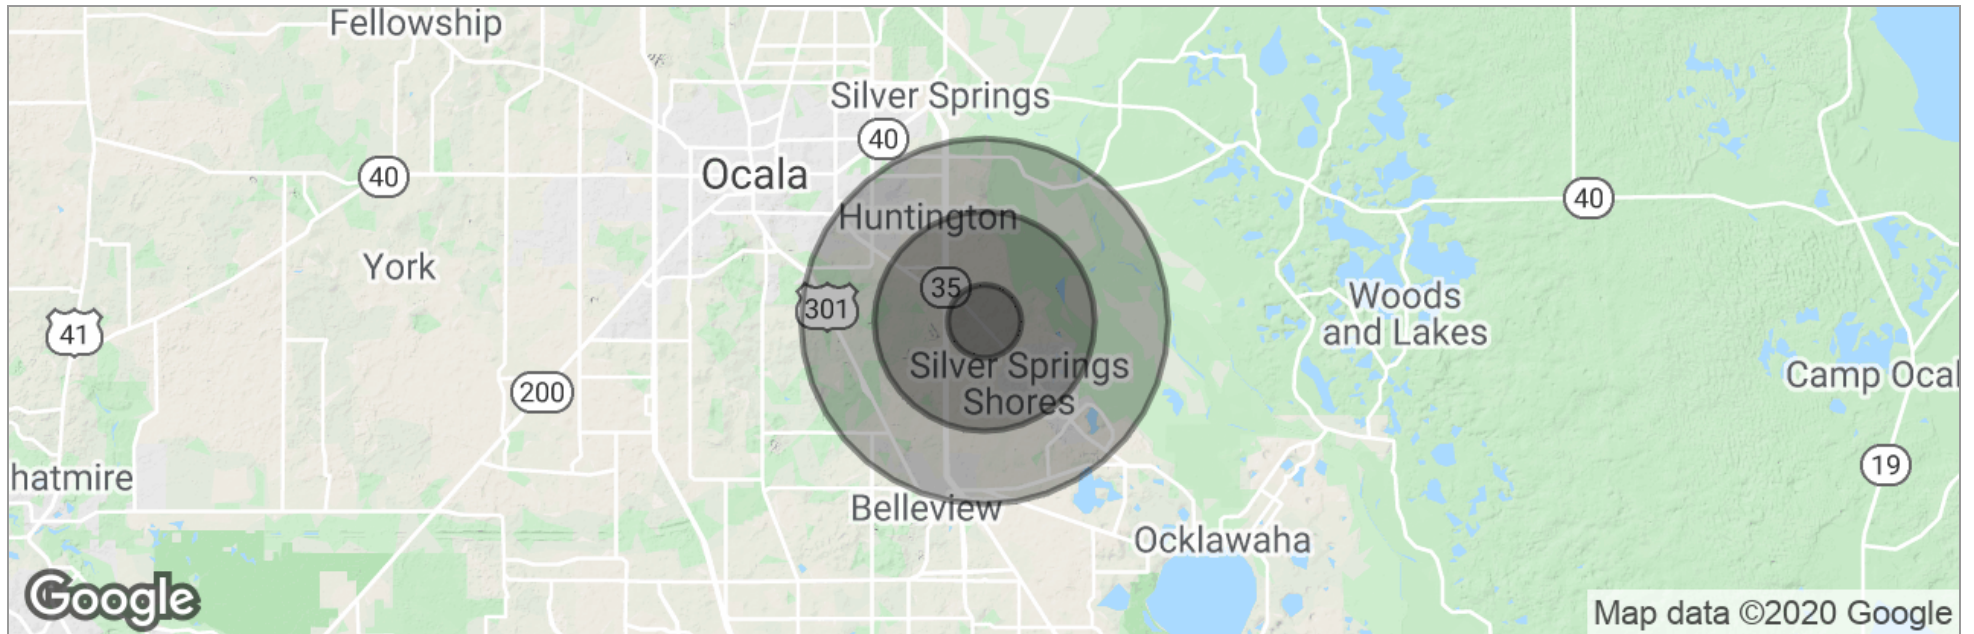 Fellowship
Silver Springs
40
Ocala
40
40
Huntington
York
35
301
Woods
and Lakes
41
Silver Springs
Shores
Camp Ocal
200
hatmire
19
Belleview
Ocklawaha
Google
Map data ©2020 Google